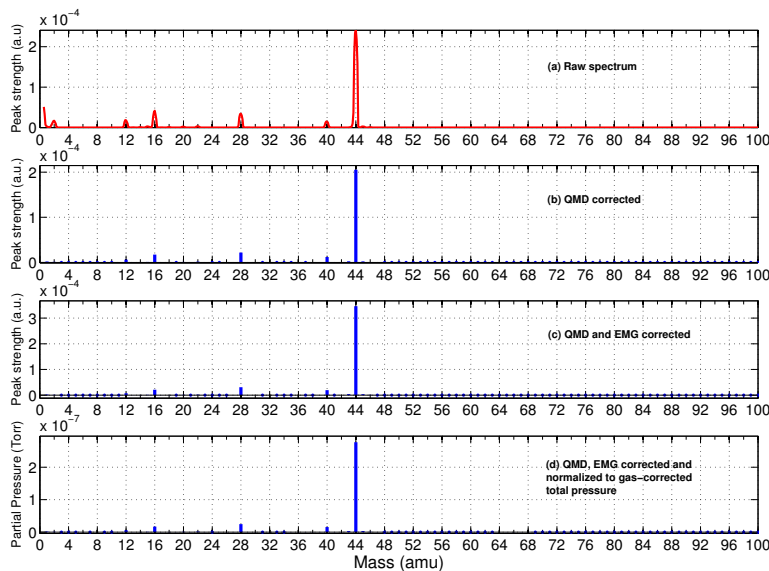 x 10⁻⁴
Peak strength (a.u)
2
1
0
(a) Raw spectrum
0 4 8 12 16 20 24 28 32 36 40 44 48 52 56 60 64 68 72 76 80 84 88 92 96 100
x 10⁻⁴
Peak strength (a.u.)
2
1
0
(b) QMD corrected
0 4 8 12 16 20 24 28 32 36 40 44 48 52 56 60 64 68 72 76 80 84 88 92 96 100
x 10⁻⁴
Peak strength (a.u.)
3
2
1
0
(c) QMD and EMG corrected
0 4 8 12 16 20 24 28 32 36 40 44 48 52 56 60 64 68 72 76 80 84 88 92 96 100
x 10⁻⁷
Partial Pressure (Torr)
2
1
0
(d) QMD, EMG corrected and
normalized to gas−corrected
total pressure
0 4 8 12 16 20 24 28 32 36 40 44 48 52 56 60 64 68 72 76 80 84 88 92 96 100
Mass (amu)